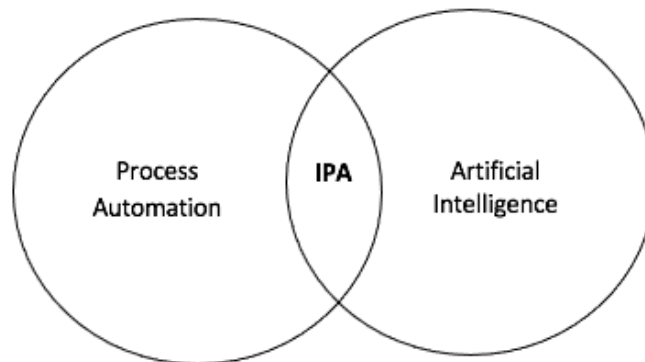 Process
Automation
IPA
Artificial
Intelligence